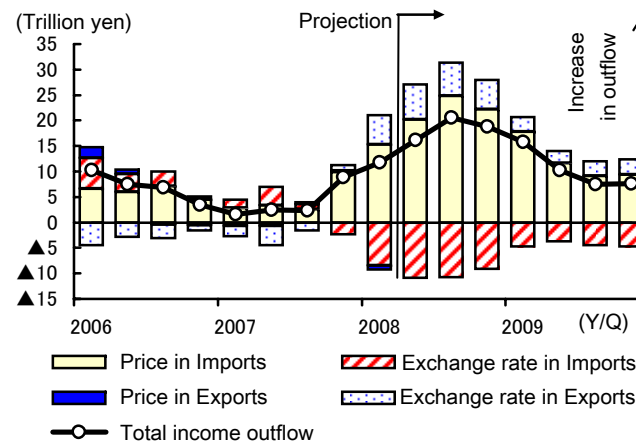 (Trillion yen)
Projection
35
30
25
20
15
10
5
0
▲ 5
▲ 10
▲ 15
Increase
in outflow
2006
2007
2008
2009
(Y/Q)
Price in Imports
Exchange rate in Imports
Price in Exports
Exchange rate in Exports
Total income outflow